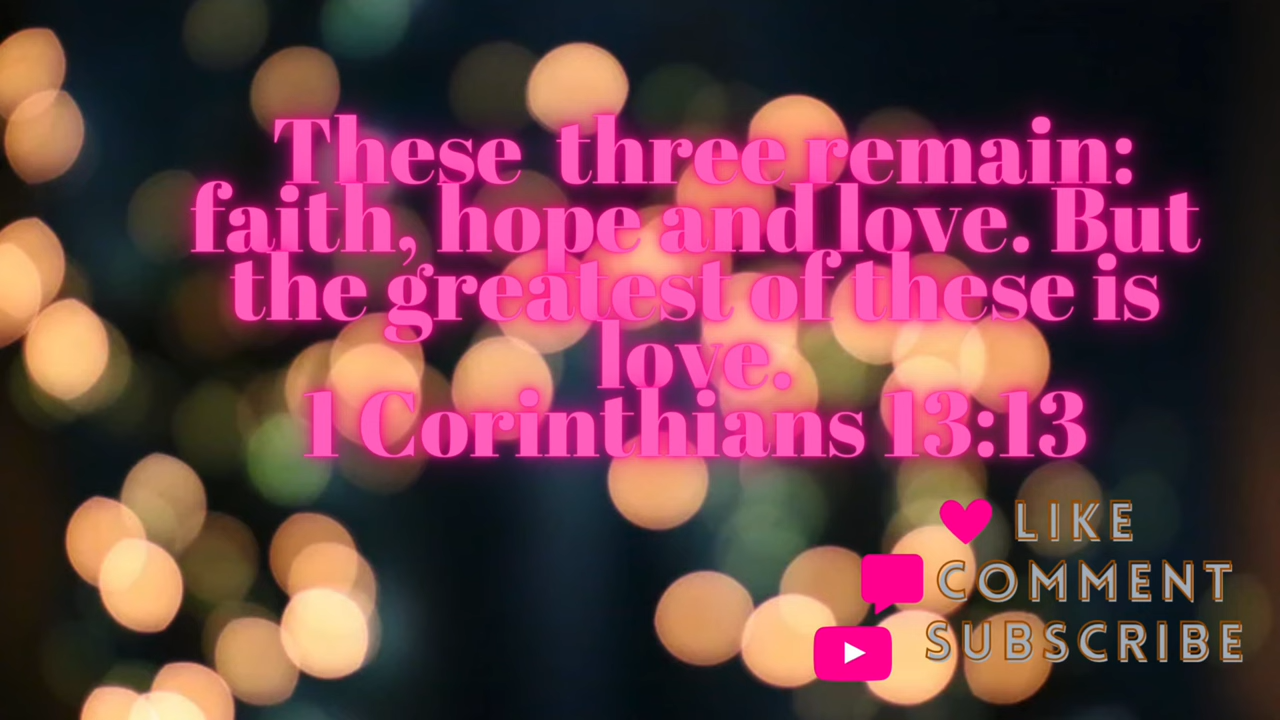 These three remain:
faith, hope and love. But
the greatest of these is
love.
1 Corinthians 13:13
LIKE
COMMENT
SUBSCRIBE